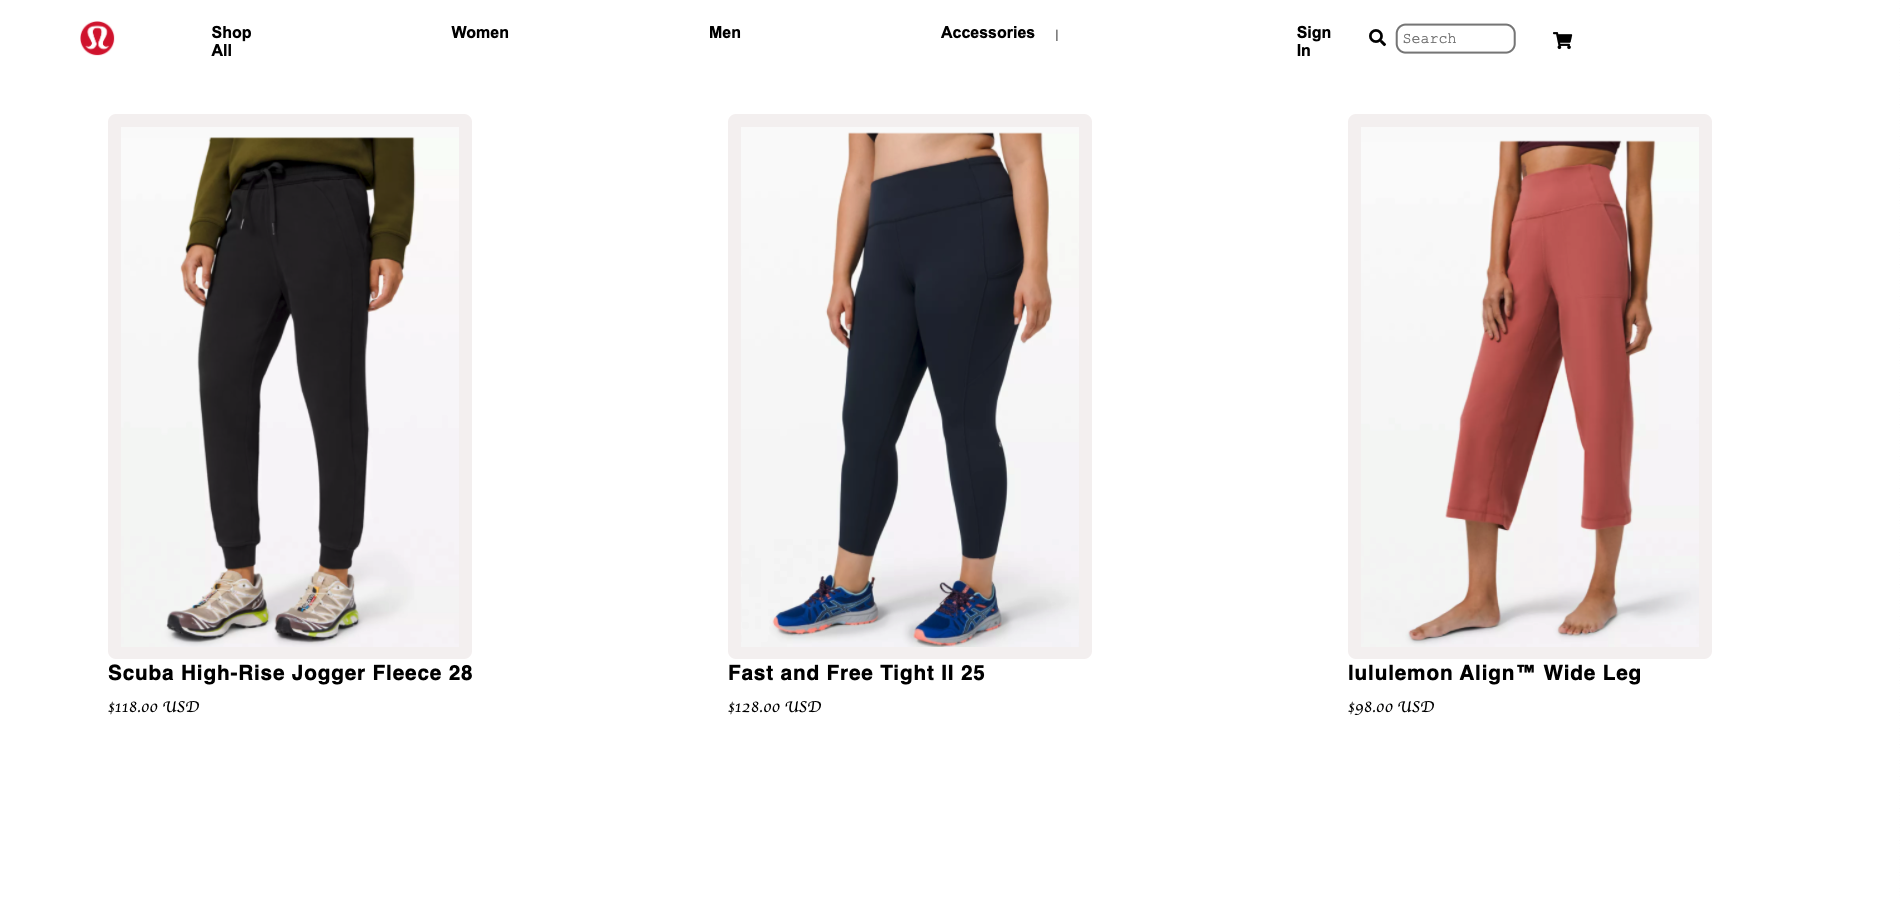 Shop
All
Women
Men
Accessories |
Sign
In
Search
Scuba High-Rise Jogger Fleece 28
$118.00 USD
Fast and Free Tight II 25
$128.00 USD
lululemon Align™ Wide Leg
$98.00 USD